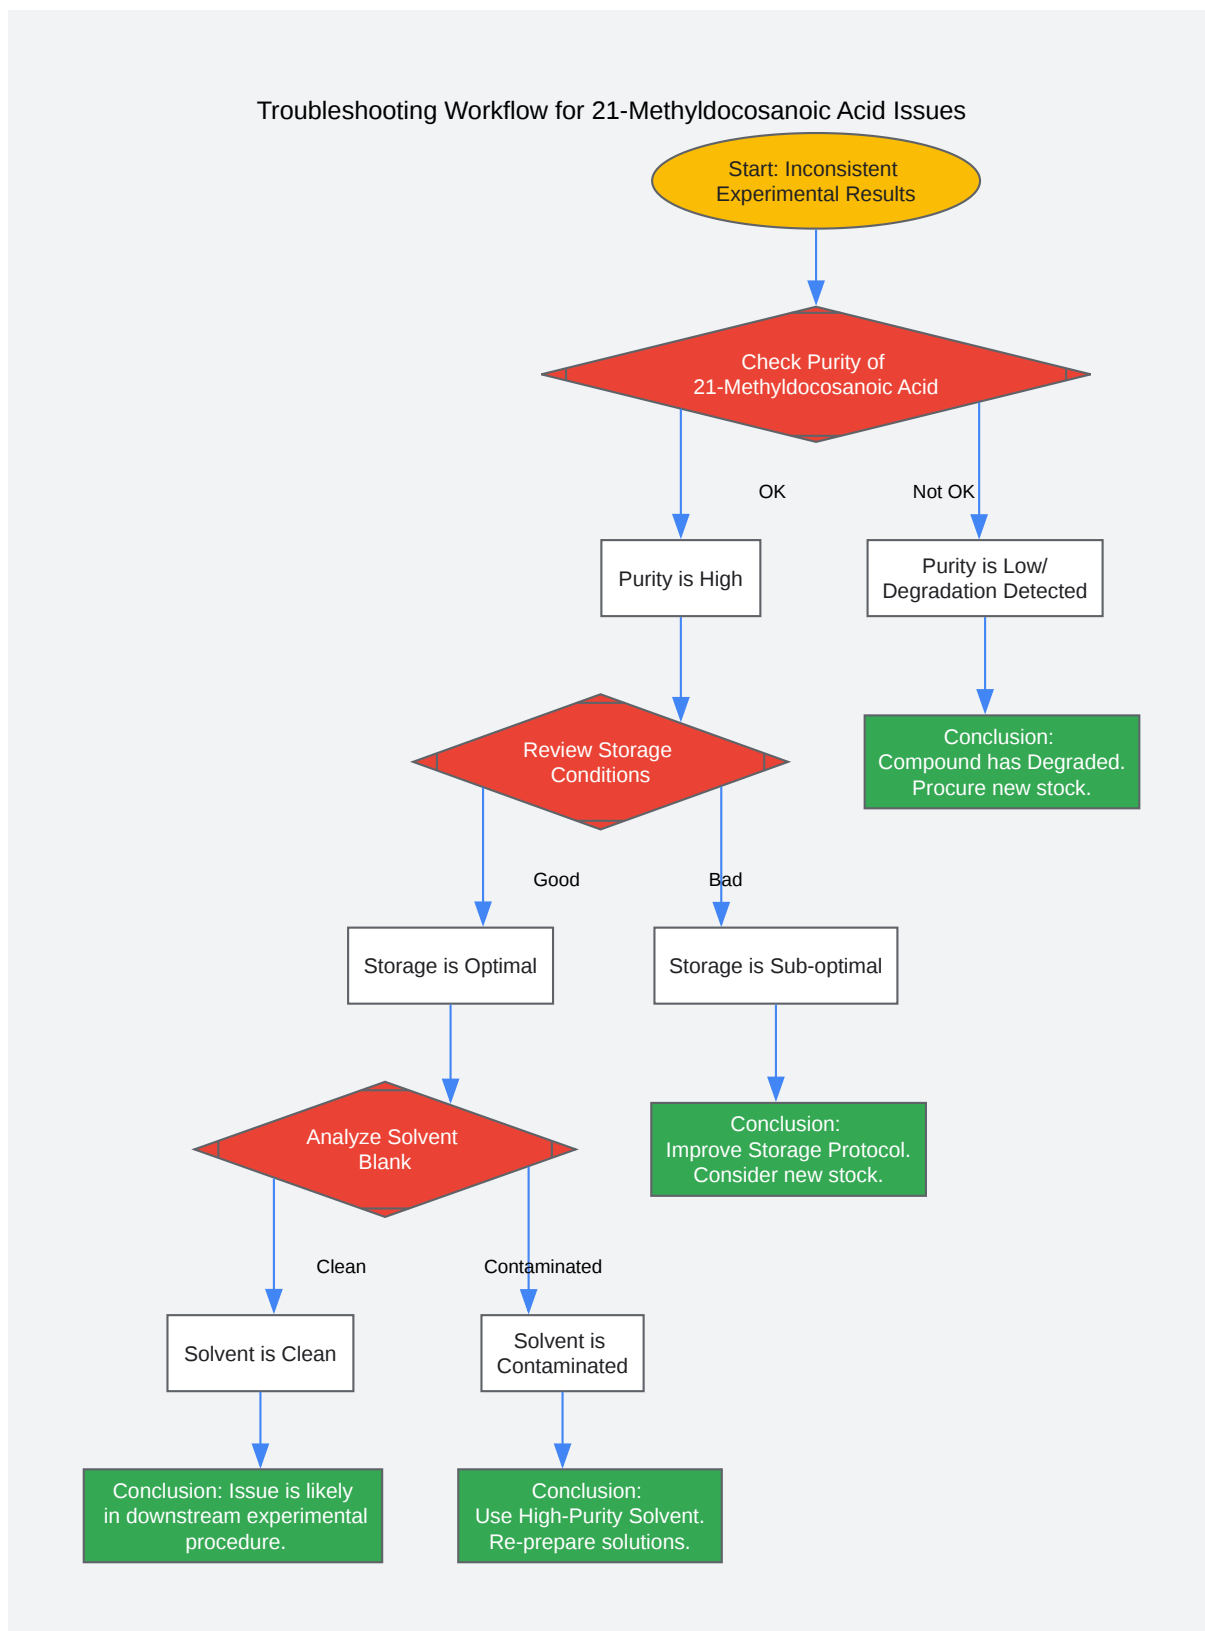 Troubleshooting Workflow for 21-Methyldocosanoic Acid Issues
Start: Inconsistent
Experimental Results
Check Purity of
21-Methyldocosanoic Acid
OK
Not OK
Purity is High
Purity is Low/
Degradation Detected
Review Storage
Conditions
Conclusion:
Compound has Degraded.
Procure new stock.
Good
Bad
Storage is Optimal
Storage is Sub-optimal
Analyze Solvent
Blank
Conclusion:
Improve Storage Protocol.
Consider new stock.
Clean
Contaminated
Solvent is Clean
Solvent is
Contaminated
Conclusion: Issue is likely
in downstream experimental
procedure.
Conclusion:
Use High-Purity Solvent.
Re-prepare solutions.